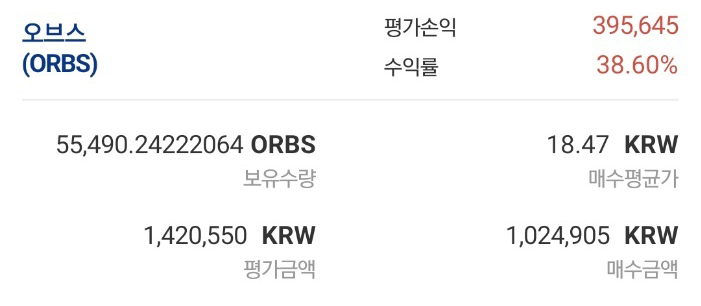 오브스
(ORBS)
평가손익 395,645
수익률 38.60%
55,490.24222064 ORBS
보유수량
18.47 KRW
매수평균가
1,420,550 KRW
평가금액
1,024,905 KRW
매수금액